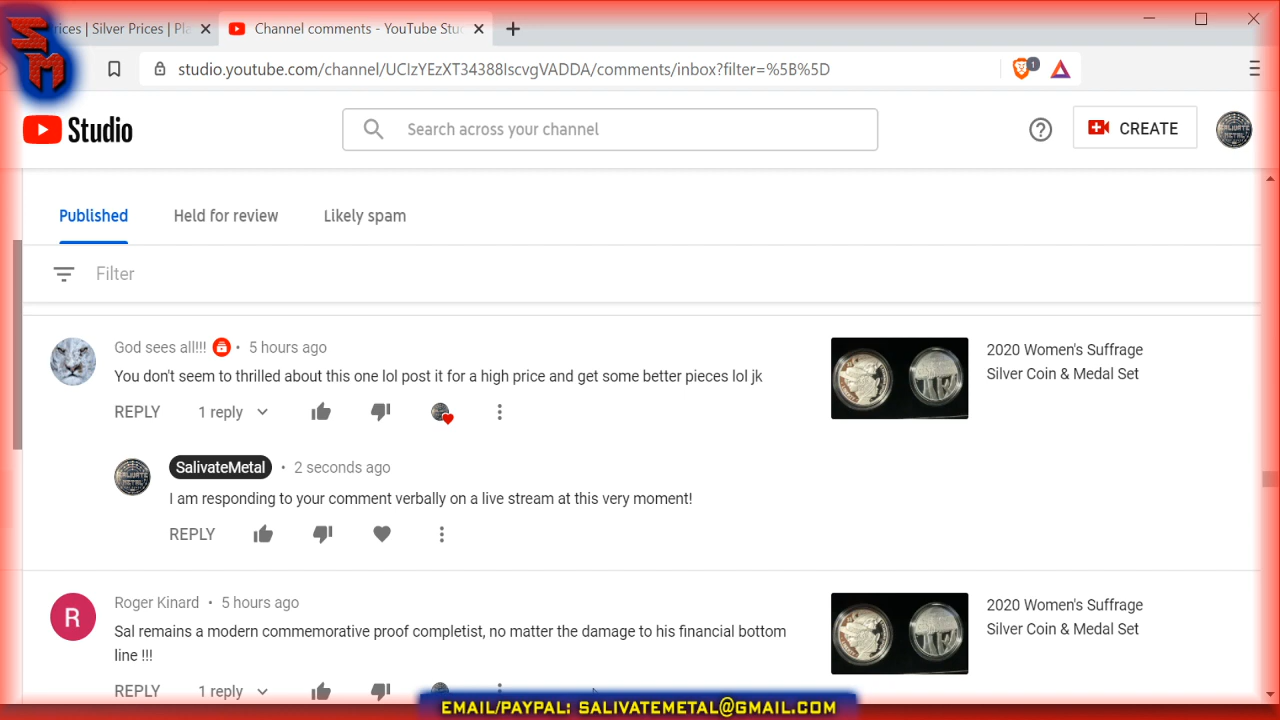 rices | Silver Prices | Pla
Channel comments - YouTube Stu
SM
studio.youtube.com/channel/UCIzYEzXT34388IscvgVADDA/comments/inbox?filter=%5B%5D
1
Studio
Search across your channel
CREATE
Published
Held for review
Likely spam
Filter
God sees all!!! • 5 hours ago
You don't seem to thrilled about this one lol post it for a high price and get some better pieces lol jk
REPLY
1 reply
2020 Women's Suffrage
Silver Coin & Medal Set
SalivateMetal • 2 seconds ago
I am responding to your comment verbally on a live stream at this very moment!
REPLY
R
Roger Kinard • 5 hours ago
Sal remains a modern commemorative proof completist, no matter the damage to his financial bottom
line !!!
REPLY
1 reply
2020 Women's Suffrage
Silver Coin & Medal Set
EMAIL/PAYPAL: SALIVATEMETAL@GMAIL.COM